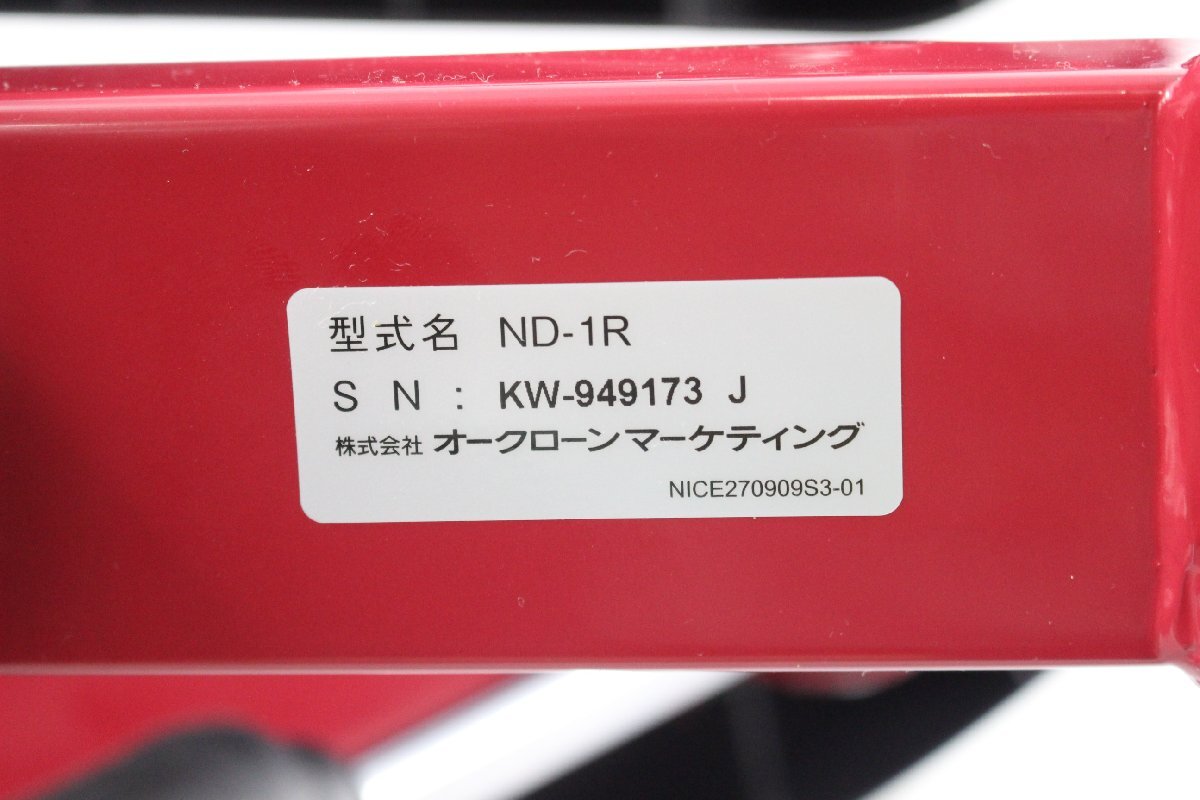 型式名 ND-1R
S N : KW-949173 J
株式会社 オークローンマーケティング
NICE270909S3-01